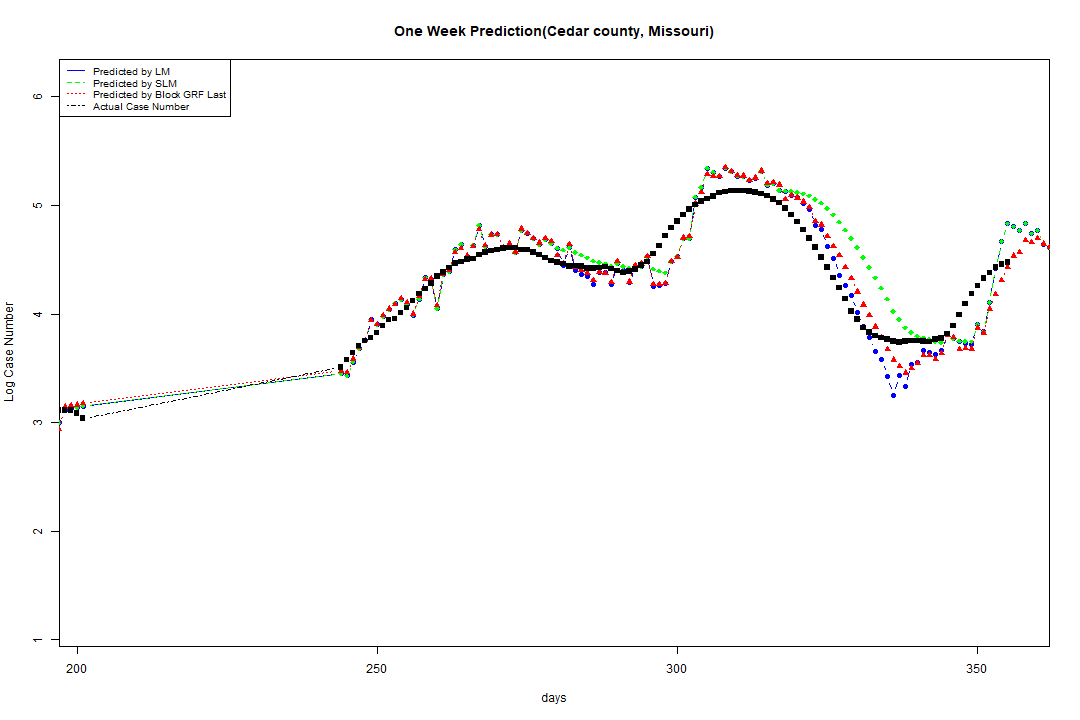 One Week Prediction(Cedar county, Missouri)
Predicted by LM
Predicted by SLM
Predicted by Block GRF Last
Actual Case Number
6
5
4
3
2
1
Log Case Number
200 250 300 350
days